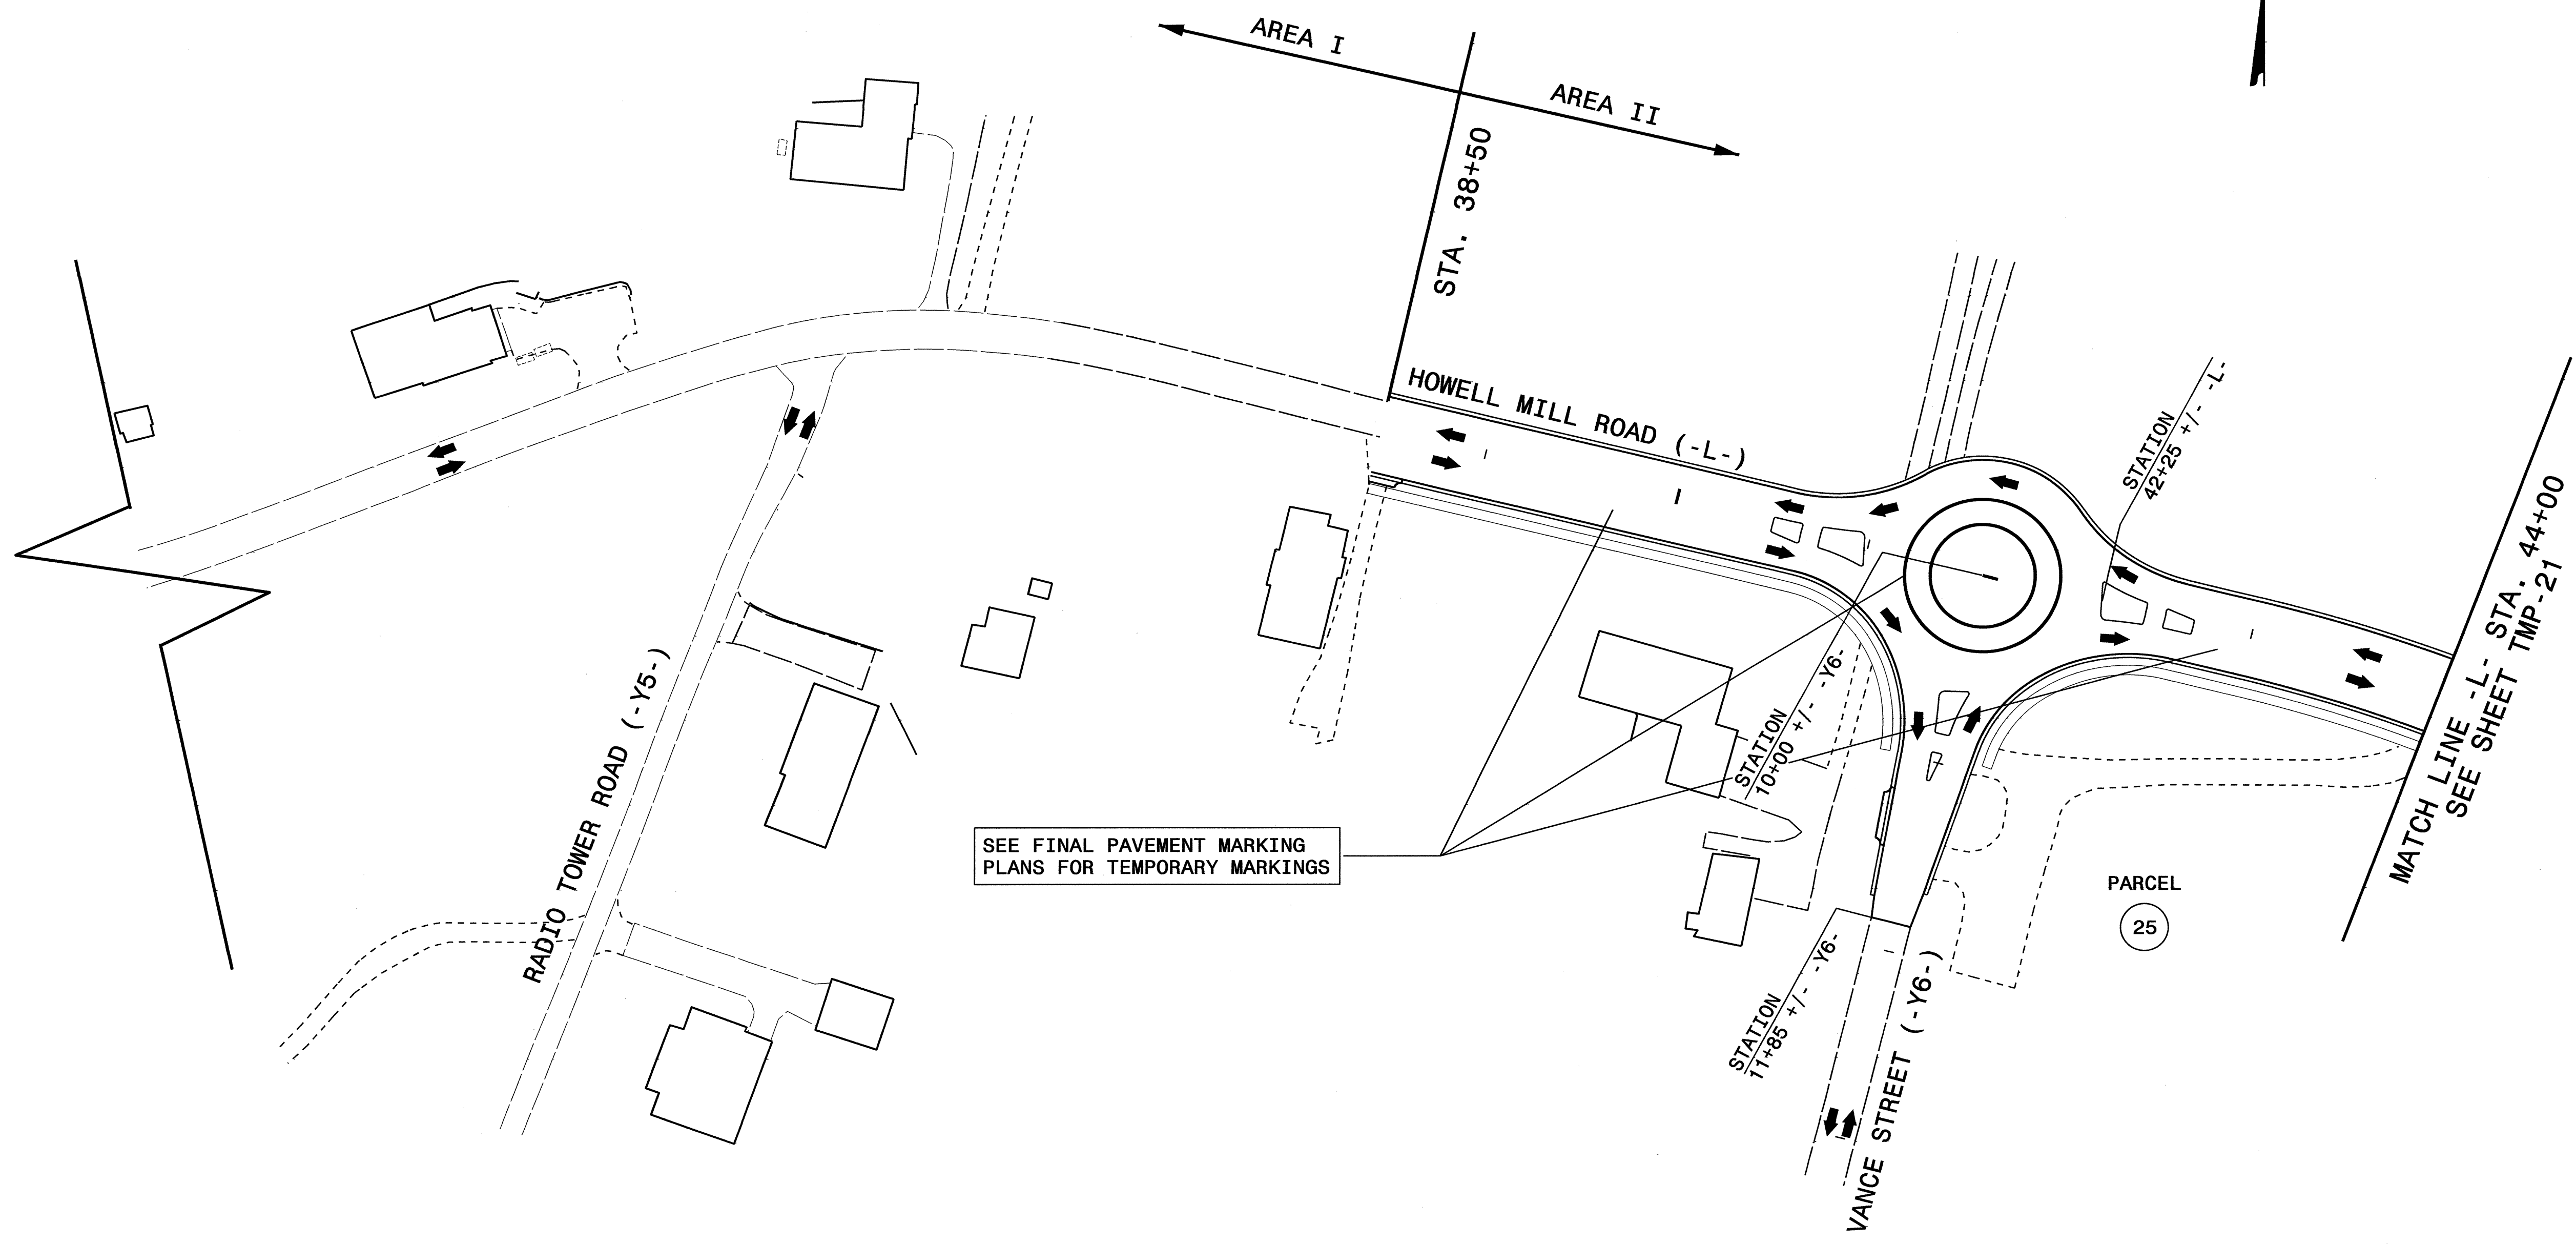 AREA I
AREA II
STA. 38+50
HOWELL MILL ROAD (-L-)
STATION
42+25 +/- -L-
MATCH LINE -L- STA. 44+00
SEE SHEET TMP-21
RADIO TOWER ROAD (-Y5-)
STATION
10+00 +/- -Y6-
SEE FINAL PAVEMENT MARKING
PLANS FOR TEMPORARY MARKINGS
PARCEL
25
STATION
11+85 +/- -Y6-
VANCE STREET (-Y6-)